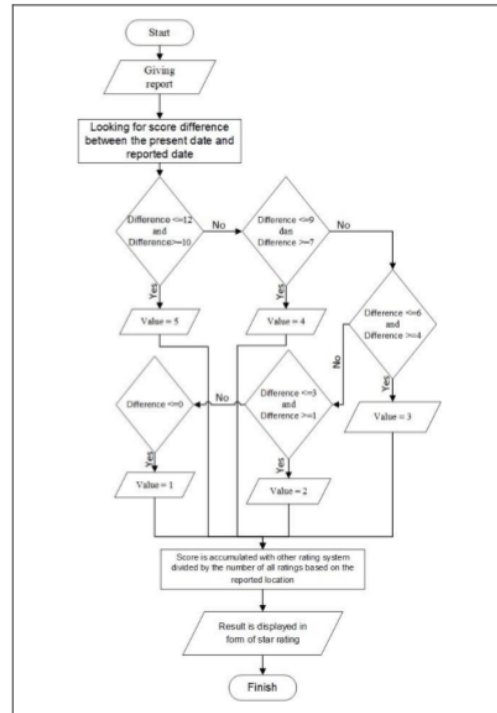 Start
Giving
report
Looking for score difference
between the present date and
reported date
Difference <=12
and
Difference>=10
No
Difference <=9
dan
Difference >=7
No
Yes
Yes
Difference <=6
and
Difference >=4
Value = 5
Value = 4
No
Yes
Difference <=0
No
Difference <=3
and
Difference >=1
Value = 3
Yes
Yes
Value = 1
Value = 2
Score is accumulated with other rating system
divided by the number of all ratings based on the
reported location
Result is displayed in
form of star rating
Finish